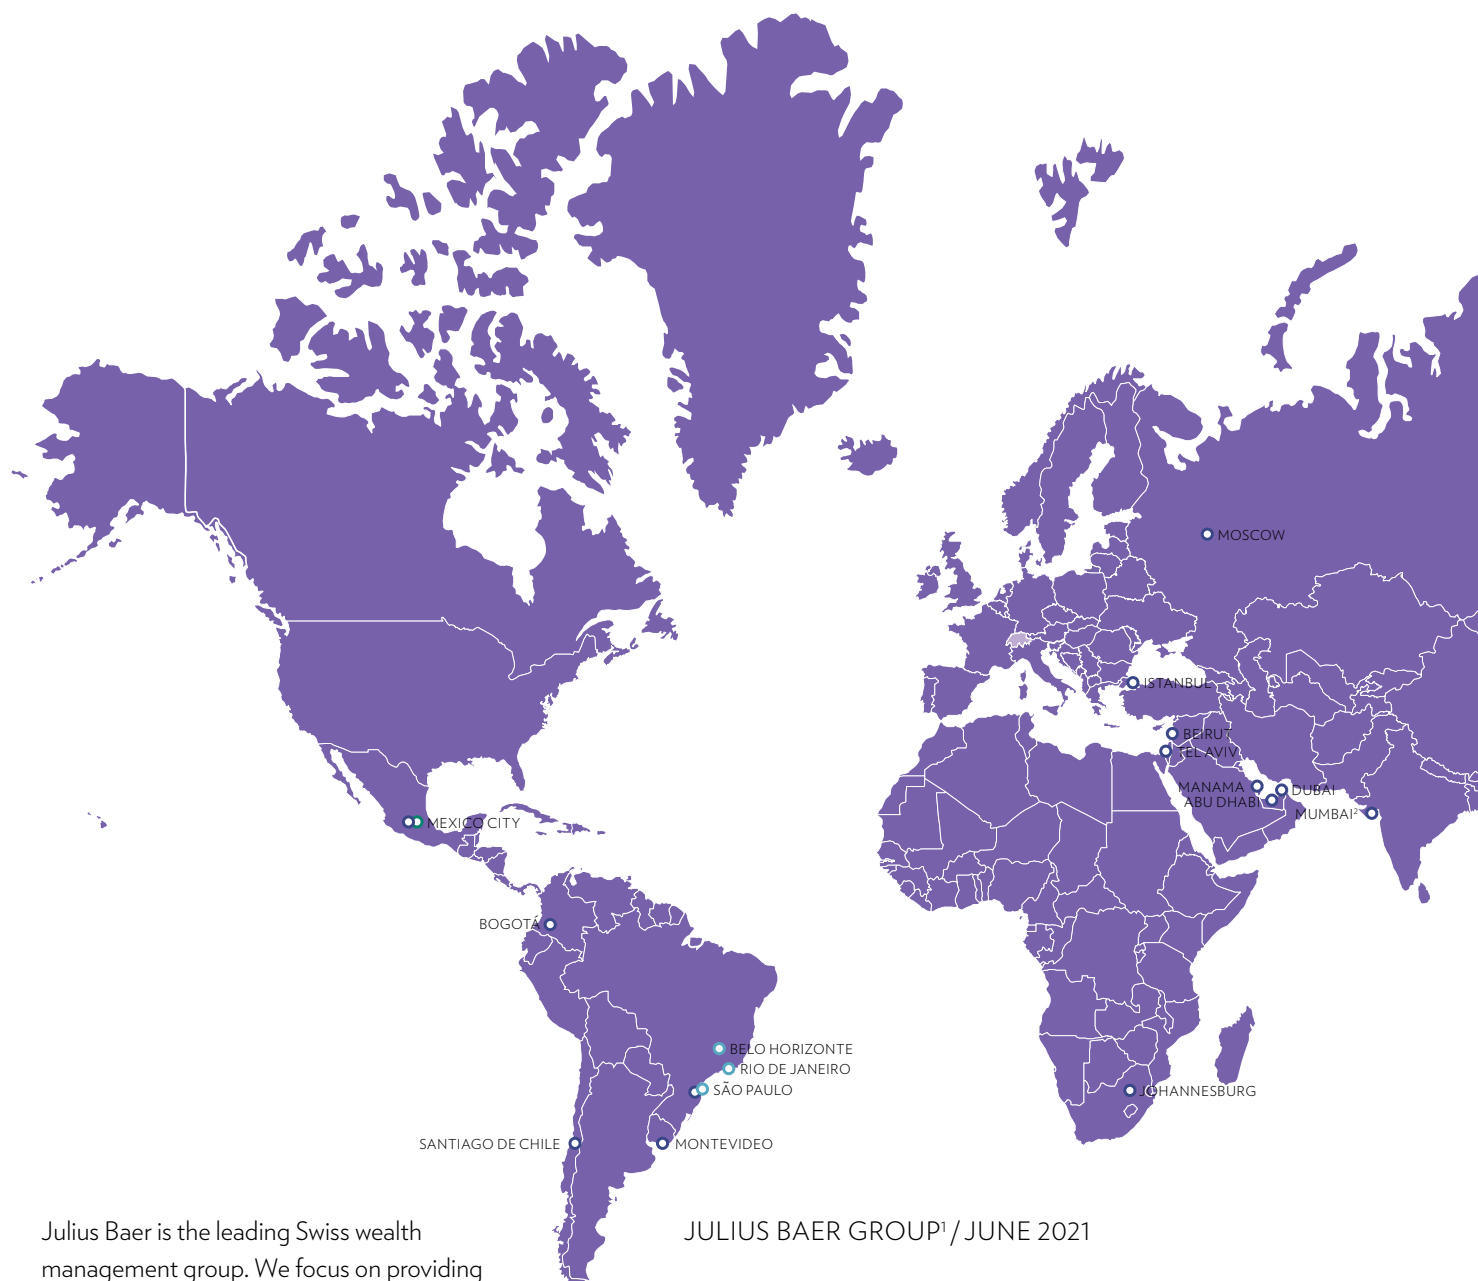 MOSCOW
ISTANBUL
BEIRUT
TEL AVIV
MANAMA
DUBAI
ABU DHABI
MUMBAI²
MEXICO CITY
BOGOTÁ
BELO HORIZONTE
RIO DE JANEIRO
SÃO PAULO
JOHANNESBURG
SANTIAGO DE CHILE
MONTEVIDEO
Julius Baer is the leading Swiss wealth
management group. We focus on providing
JULIUS BAER GROUP¹ / JUNE 2021